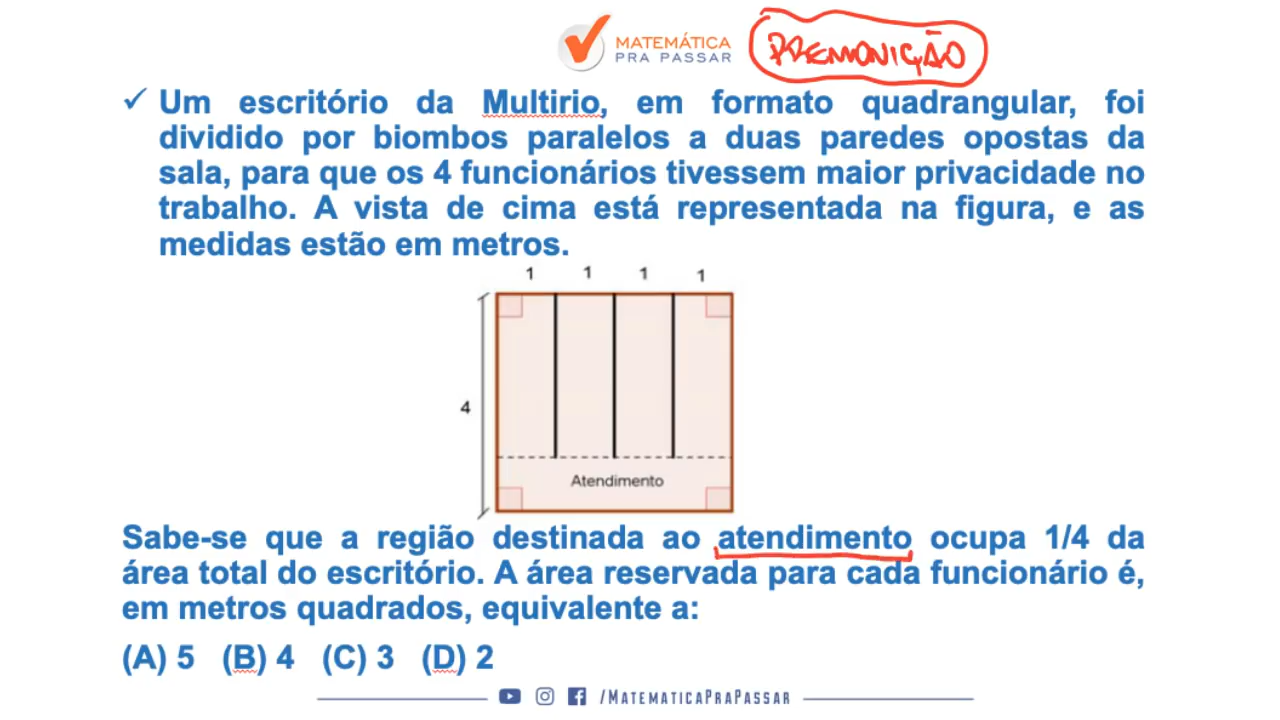 MATEMÁTICA
PRA PASSAR
PREMONIÇÃO
✓ Um escritório da Multirio, em formato quadrangular, foi
dividido por biombos paralelos a duas paredes opostas da
sala, para que os 4 funcionários tivessem maior privacidade no
trabalho. A vista de cima está representada na figura, e as
medidas estão em metros.
1 1 1 1
4
Atendimento
Sabe-se que a região destinada ao atendimento ocupa 1/4 da
área total do escritório. A área reservada para cada funcionário é,
em metros quadrados, equivalente a:
(A) 5 (B) 4 (C) 3 (D) 2
/MATEMATICAPRAPASSAR